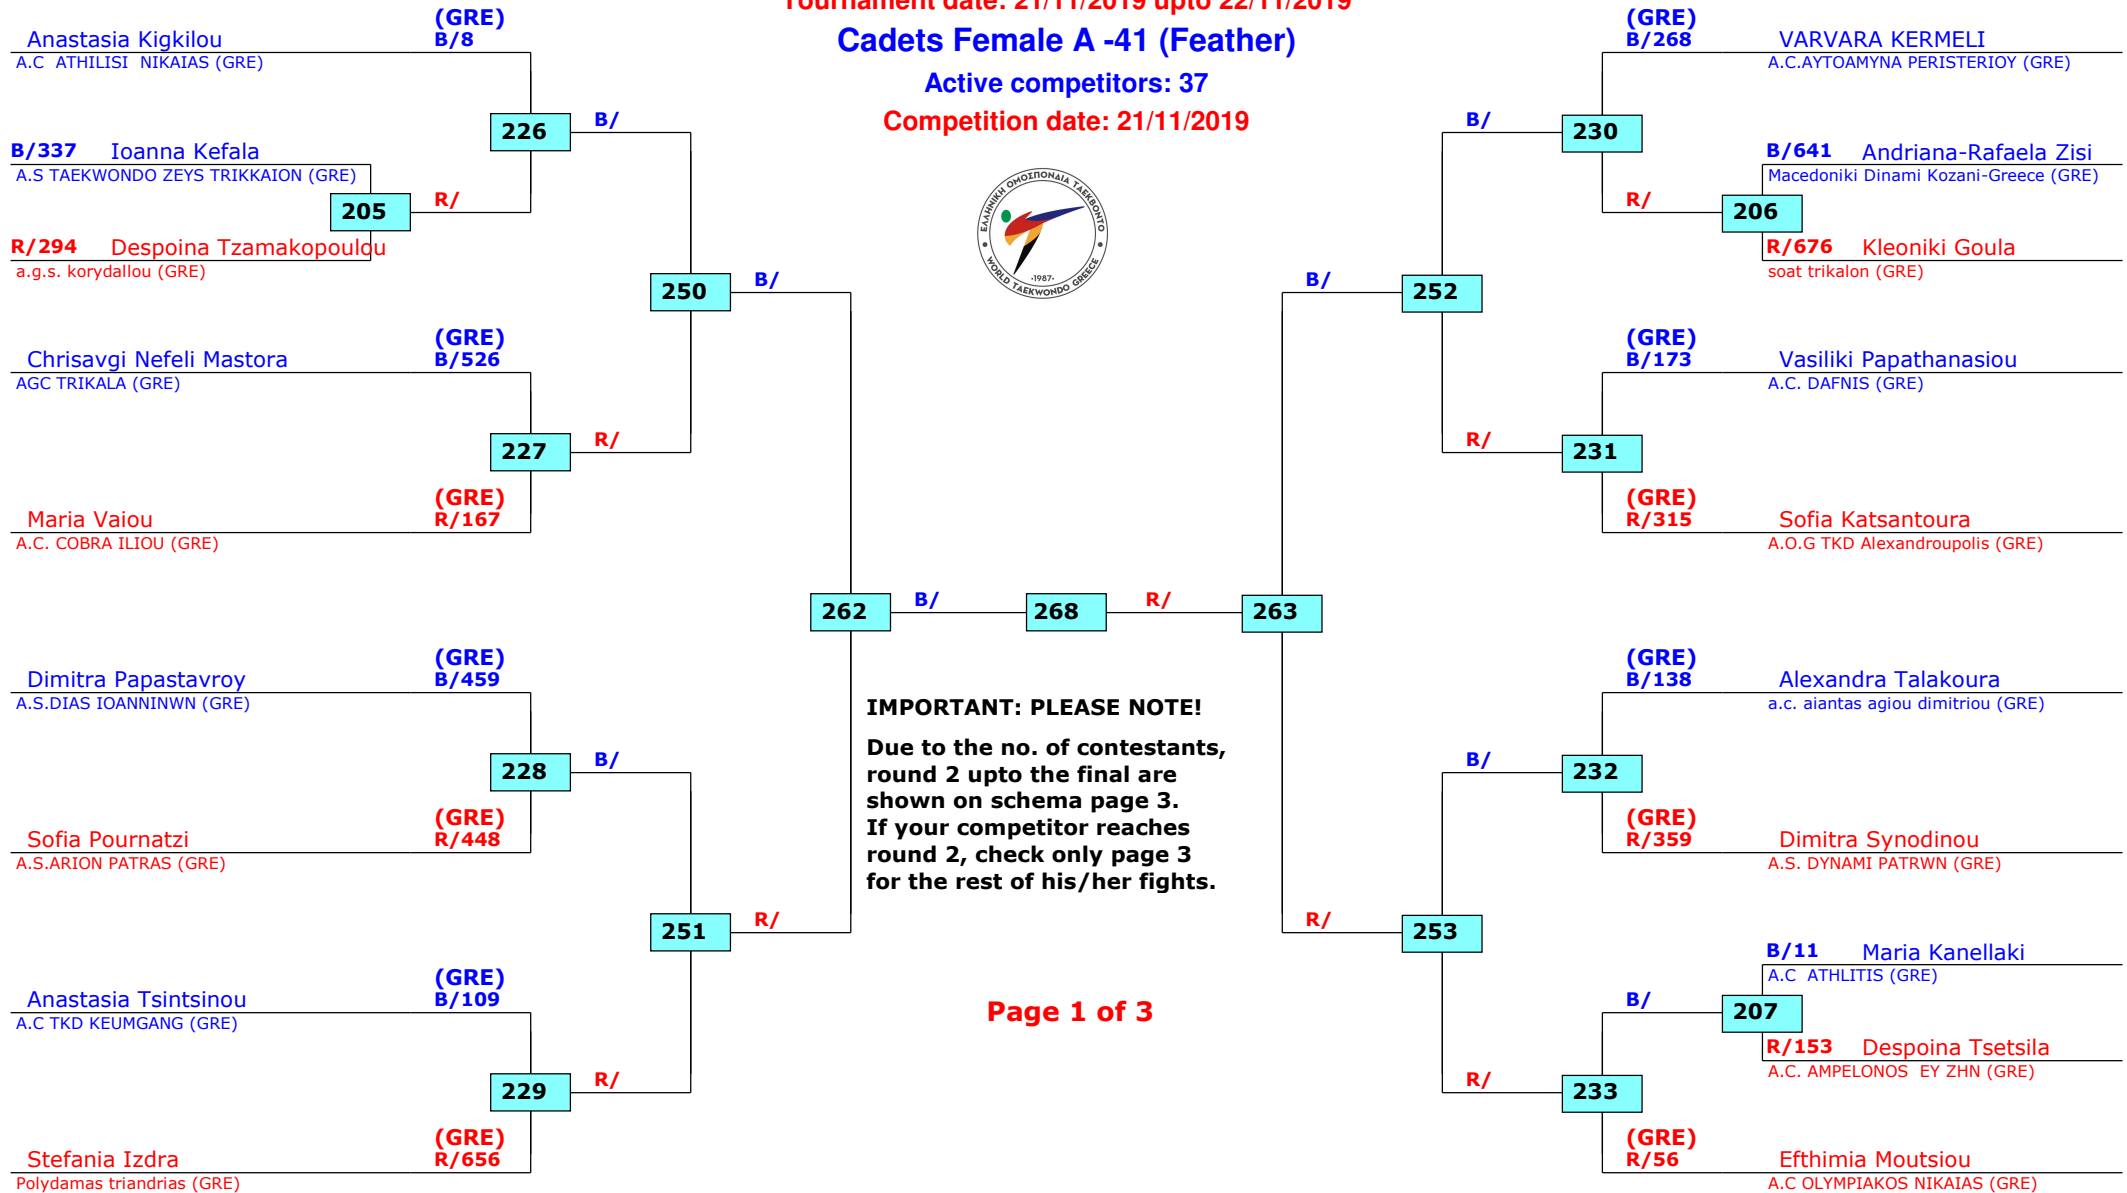 Tournament date: 21/11/2019 upto 22/11/2019
Cadets Female A -41 (Feather)
Active competitors: 37
Competition date: 21/11/2019
ΕΛΛΗΝΙΚΗ ΟΜΟΣΠΟΝΔΙΑ ΤΑΕΚΒΟΝΤΟ
·1987·
WORLD TAEKWONDO GREECE
(GRE)
Anastasia Kigkilou B/8
A.C ATHILISI NIKAIAS (GRE)
226
B/
B/337 Ioanna Kefala
A.S TAEKWONDO ZEYS TRIKKAION (GRE)
205
R/
R/294 Despoina Tzamakopoulou
a.g.s. korydallou (GRE)
250
B/
(GRE)
Chrisavgi Nefeli Mastora B/526
AGC TRIKALA (GRE)
227
R/
(GRE)
Maria Vaiou R/167
A.C. COBRA ILIOU (GRE)
262
B/
268
R/
263
(GRE)
Dimitra Papastavroy B/459
A.S.DIAS IOANNINWN (GRE)
228
B/
(GRE)
Sofia Pournatzi R/448
A.S.ARION PATRAS (GRE)
251
R/
(GRE)
Anastasia Tsintsinou B/109
A.C TKD KEUMGANG (GRE)
229
R/
(GRE)
Stefania Izdra R/656
Polydamas triandrias (GRE)
IMPORTANT: PLEASE NOTE!
Due to the no. of contestants,
round 2 upto the final are
shown on schema page 3.
If your competitor reaches
round 2, check only page 3
for the rest of his/her fights.
Page 1 of 3
(GRE)
B/268 VARVARA KERMELI
A.C.AYTOAMYNA PERISTERIOY (GRE)
B/
230
B/641 Andriana-Rafaela Zisi
Macedoniki Dinami Kozani-Greece (GRE)
R/
206
R/676 Kleoniki Goula
soat trikalon (GRE)
B/
252
(GRE)
B/173 Vasiliki Papathanasiou
A.C. DAFNIS (GRE)
R/
231
(GRE)
R/315 Sofia Katsantoura
A.O.G TKD Alexandroupolis (GRE)
(GRE)
B/138 Alexandra Talakoura
a.c. aiantas agiou dimitriou (GRE)
B/
232
(GRE)
R/359 Dimitra Synodinou
A.S. DYNAMI PATRWN (GRE)
R/
253
B/11 Maria Kanellaki
A.C ATHLITIS (GRE)
B/
207
R/153 Despoina Tsetsila
A.C. AMPELONOS EY ZHN (GRE)
R/
233
(GRE)
R/56 Efthimia Moutsiou
A.C OLYMPIAKOS NIKAIAS (GRE)